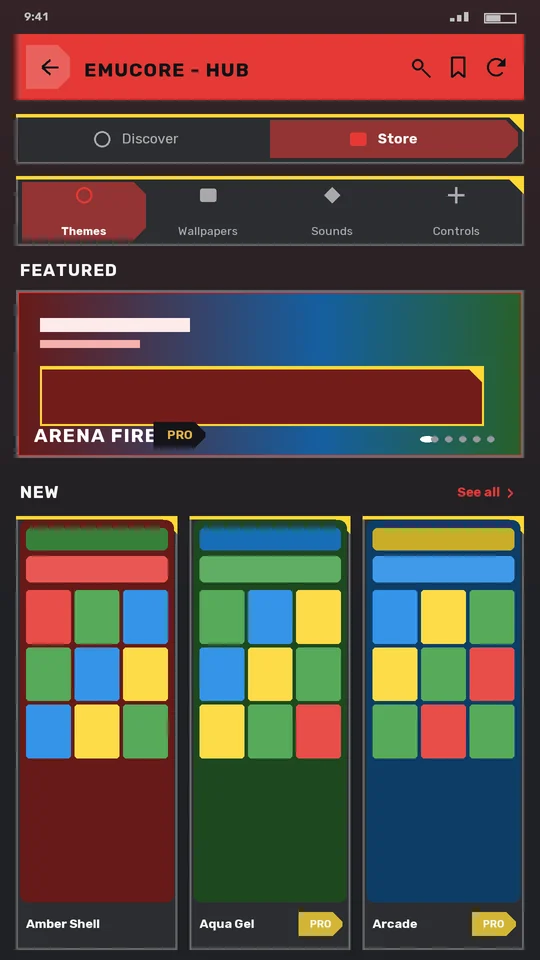 9:41
EMUCORE - HUB
Discover
Store
Themes
Wallpapers
Sounds
Controls
FEATURED
ARENA FIRE
PRO
NEW
See all
Amber Shell
Aqua Gel
PRO
Arcade
PRO